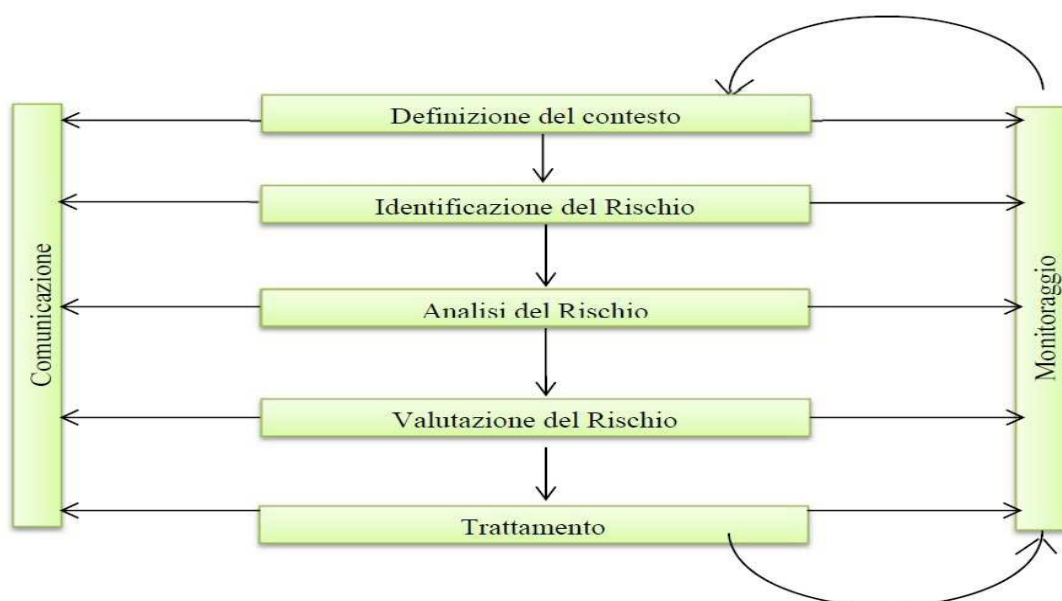 Definizione del contesto
Identificazione del Rischio
Analisi del Rischio
Valutazione del Rischio
Trattamento
Comunicazione
Monitoraggio